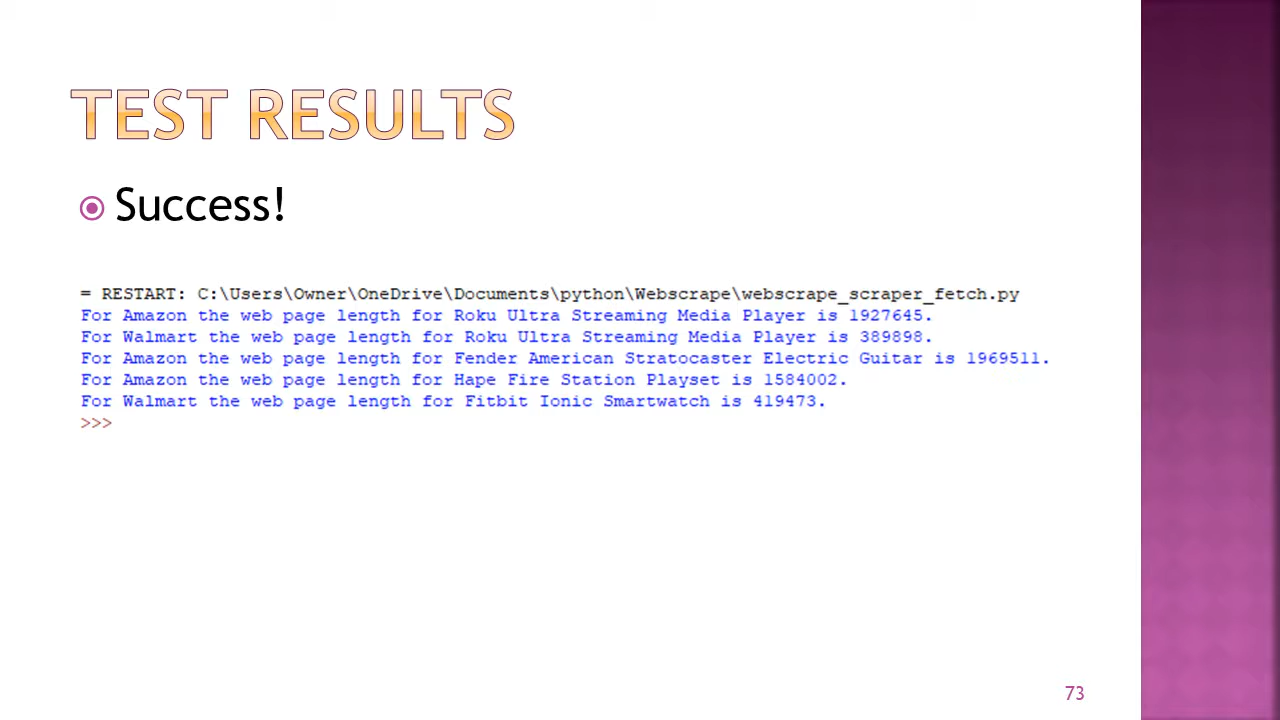 TEST RESULTS
Success!
= RESTART: C:\Users\Owner\OneDrive\Documents\python\Webscrape\webscrape_scraper_fetch.py
For Amazon the web page length for Roku Ultra Streaming Media Player is 1927645.
For Walmart the web page length for Roku Ultra Streaming Media Player is 389898.
For Amazon the web page length for Fender American Stratocaster Electric Guitar is 1969511.
For Amazon the web page length for Hape Fire Station Playset is 1584002.
For Walmart the web page length for Fitbit Ionic Smartwatch is 419473.
>>>
73